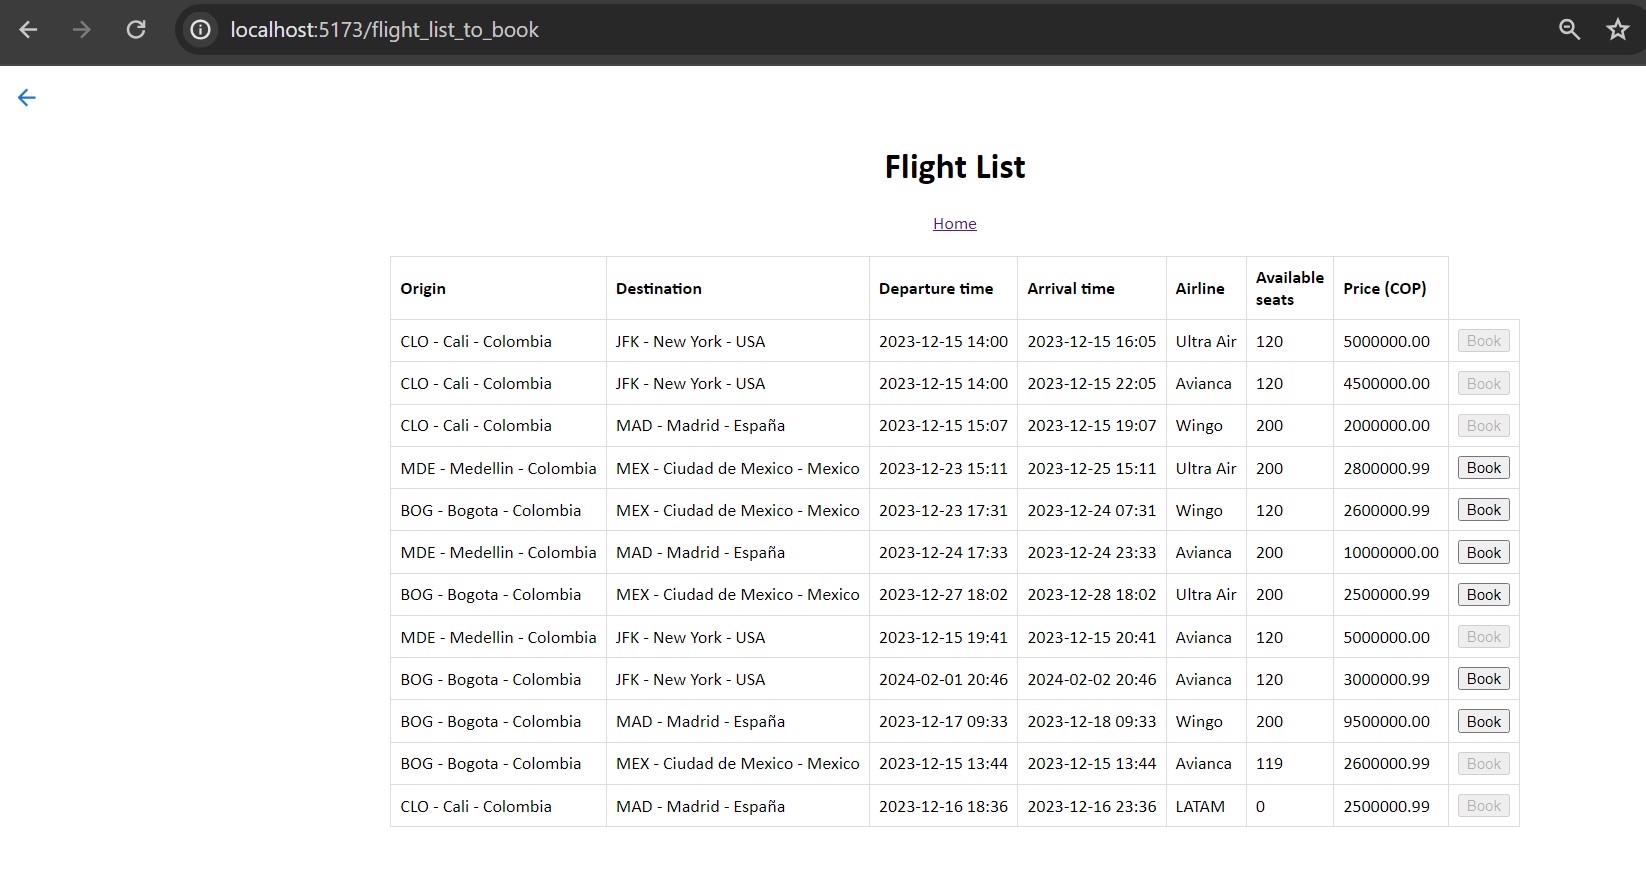 localhost:5173/flight_list_to_book
Flight List
Home
Origin Destination Departure time Arrival time Airline Available seats Price (COP)
CLO - Cali - Colombia JFK - New York - USA 2023-12-15 14:00 2023-12-15 16:05 Ultra Air 120 5000000.00 Book
CLO - Cali - Colombia JFK - New York - USA 2023-12-15 14:00 2023-12-15 22:05 Avianca 120 4500000.00 Book
CLO - Cali - Colombia MAD - Madrid - España 2023-12-15 15:07 2023-12-15 19:07 Wingo 200 2000000.00 Book
MDE - Medellin - Colombia MEX - Ciudad de Mexico - Mexico 2023-12-23 15:11 2023-12-25 15:11 Ultra Air 200 2800000.99 Book
BOG - Bogota - Colombia MEX - Ciudad de Mexico - Mexico 2023-12-23 17:31 2023-12-24 07:31 Wingo 120 2600000.99 Book
MDE - Medellin - Colombia MAD - Madrid - España 2023-12-24 17:33 2023-12-24 23:33 Avianca 200 10000000.00 Book
BOG - Bogota - Colombia MEX - Ciudad de Mexico - Mexico 2023-12-27 18:02 2023-12-28 18:02 Ultra Air 200 2500000.99 Book
MDE - Medellin - Colombia JFK - New York - USA 2023-12-15 19:41 2023-12-15 20:41 Avianca 120 5000000.00 Book
BOG - Bogota - Colombia JFK - New York - USA 2024-02-01 20:46 2024-02-02 20:46 Avianca 120 3000000.99 Book
BOG - Bogota - Colombia MAD - Madrid - España 2023-12-17 09:33 2023-12-18 09:33 Wingo 200 9500000.00 Book
BOG - Bogota - Colombia MEX - Ciudad de Mexico - Mexico 2023-12-15 13:44 2023-12-15 13:44 Avianca 119 2600000.99 Book
CLO - Cali - Colombia MAD - Madrid - España 2023-12-16 18:36 2023-12-16 23:36 LATAM 0 2500000.99 Book